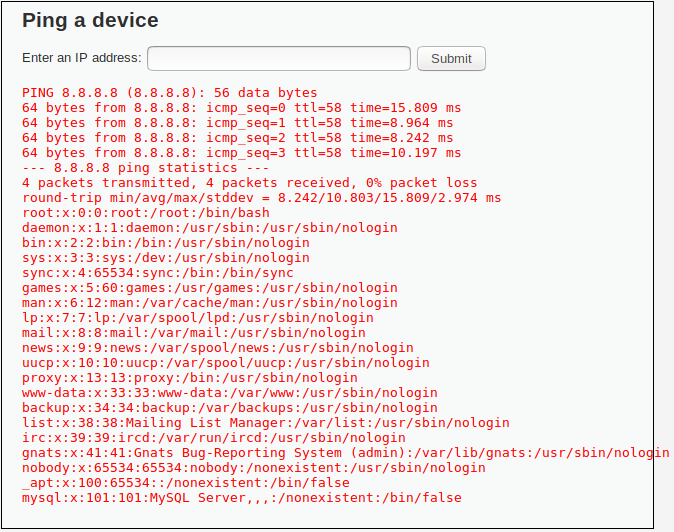 Ping a device
Enter an IP address: Submit
PING 8.8.8.8 (8.8.8.8): 56 data bytes
64 bytes from 8.8.8.8: icmp_seq=0 ttl=58 time=15.809 ms
64 bytes from 8.8.8.8: icmp_seq=1 ttl=58 time=8.964 ms
64 bytes from 8.8.8.8: icmp_seq=2 ttl=58 time=8.242 ms
64 bytes from 8.8.8.8: icmp_seq=3 ttl=58 time=10.197 ms
--- 8.8.8.8 ping statistics ---
4 packets transmitted, 4 packets received, 0% packet loss
round-trip min/avg/max/stddev = 8.242/10.803/15.809/2.974 ms
root:x:0:0:root:/root:/bin/bash
daemon:x:1:1:daemon:/usr/sbin:/usr/sbin/nologin
bin:x:2:2:bin:/bin:/usr/sbin/nologin
sys:x:3:3:sys:/dev:/usr/sbin/nologin
sync:x:4:65534:sync:/bin:/bin/sync
games:x:5:60:games:/usr/games:/usr/sbin/nologin
man:x:6:12:man:/var/cache/man:/usr/sbin/nologin
lp:x:7:7:lp:/var/spool/lpd:/usr/sbin/nologin
mail:x:8:8:mail:/var/mail:/usr/sbin/nologin
news:x:9:9:news:/var/spool/news:/usr/sbin/nologin
uucp:x:10:10:uucp:/var/spool/uucp:/usr/sbin/nologin
proxy:x:13:13:proxy:/bin:/usr/sbin/nologin
www-data:x:33:33:www-data:/var/www:/usr/sbin/nologin
backup:x:34:34:backup:/var/backups:/usr/sbin/nologin
list:x:38:38:Mailing List Manager:/var/list:/usr/sbin/nologin
irc:x:39:39:ircd:/var/run/ircd:/usr/sbin/nologin
gnats:x:41:41:Gnats Bug-Reporting System (admin):/var/lib/gnats:/usr/sbin/nologin
nobody:x:65534:65534:nobody:/nonexistent:/usr/sbin/nologin
_apt:x:100:65534::/nonexistent:/bin/false
mysql:x:101:101:MySQL Server,,,:/nonexistent:/bin/false